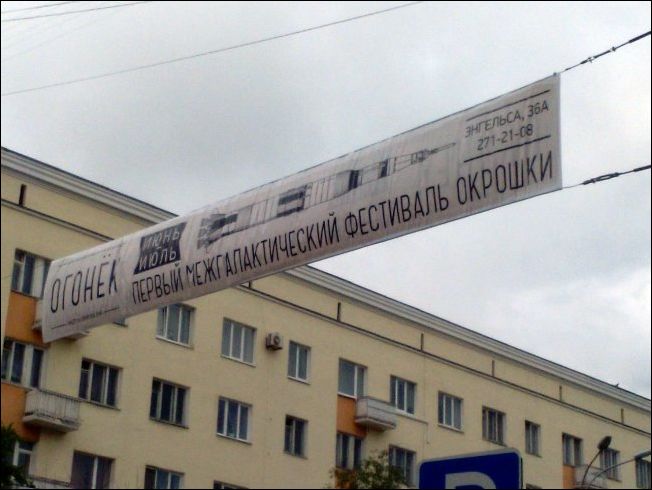 ОГОНЁК
ИЮНЬ
ИЮЛЬ
ПЕРВЫЙ МЕЖГАЛАКТИЧЕСКИЙ ФЕСТИВАЛЬ ОКРОШКИ
ЭНГЕЛЬСА, 36А
271-21-08
P